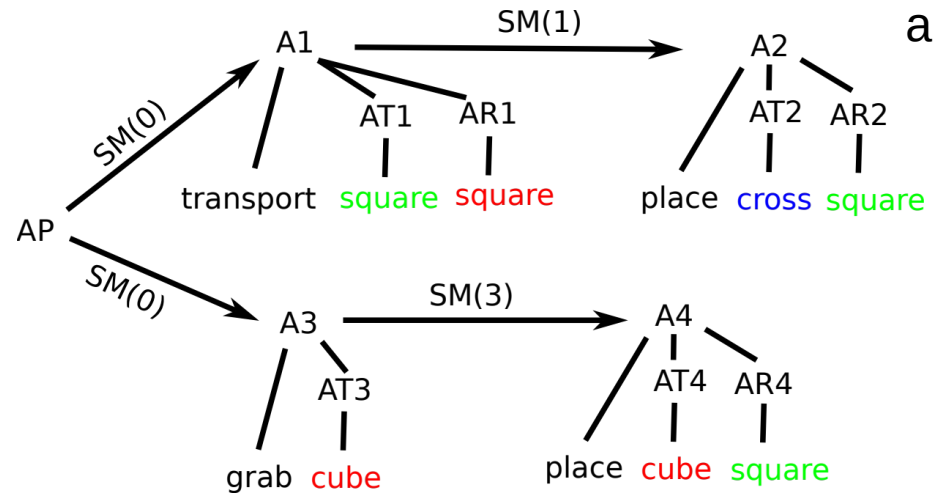 SM(1)
a
A1
A2
SM(0)
AT1 AR1
AT2 AR2
transport square square
place cross square
AP
SM(0)
SM(3)
A3
A4
AT3
AT4 AR4
grab cube
place cube square